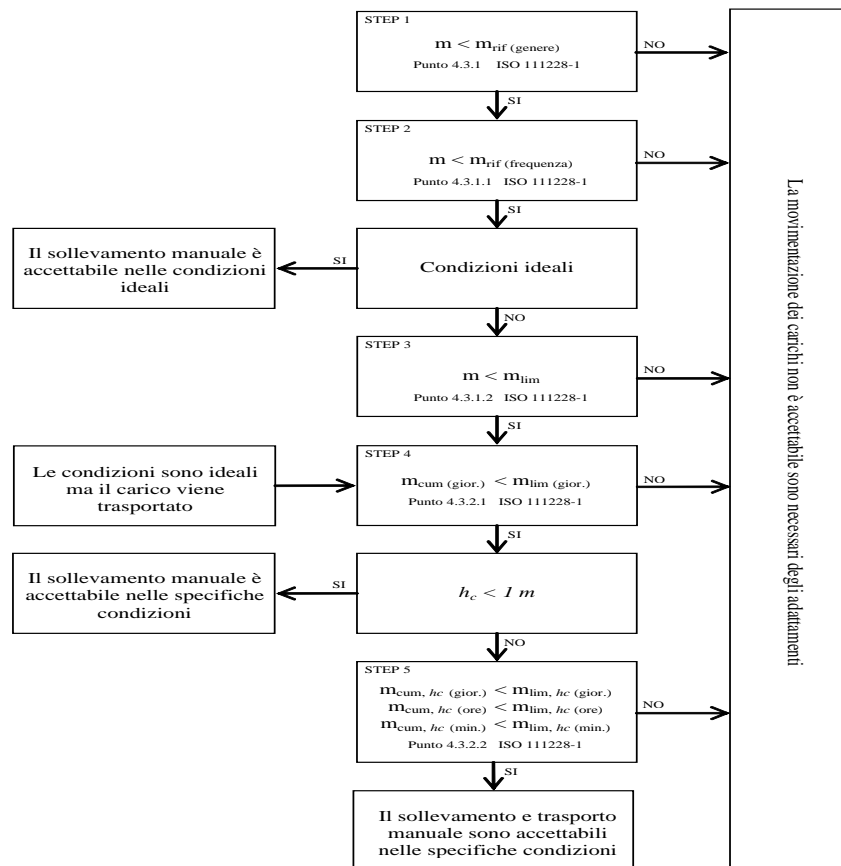 STEP 1
m < mrif (genere)
Punto 4.3.1 ISO 111228-1
NO
SI
STEP 2
m < mrif (frequenza)
Punto 4.3.1.1 ISO 111228-1
NO
SI
Il sollevamento manuale è
accettabile nelle condizioni
ideali
SI
Condizioni ideali
NO
STEP 3
m < mlim
Punto 4.3.1.2 ISO 111228-1
NO
SI
Le condizioni sono ideali
ma il carico viene
trasportato
STEP 4
mcum (gior.) < mlim (gior.)
Punto 4.3.2.1 ISO 111228-1
NO
SI
Il sollevamento manuale è
accettabile nelle specifiche
condizioni
SI
hc < 1 m
NO
STEP 5
mcum, hc (gior.) < mlim, hc (gior.)
mcum, hc (ore) < mlim, hc (ore)
mcum, hc (min.) < mlim, hc (min.)
Punto 4.3.2.2 ISO 111228-1
NO
SI
Il sollevamento e trasporto
manuale sono accettabili
nelle specifiche condizioni
La movimentazione dei carichi non è accettabile sono necessari degli adattamenti